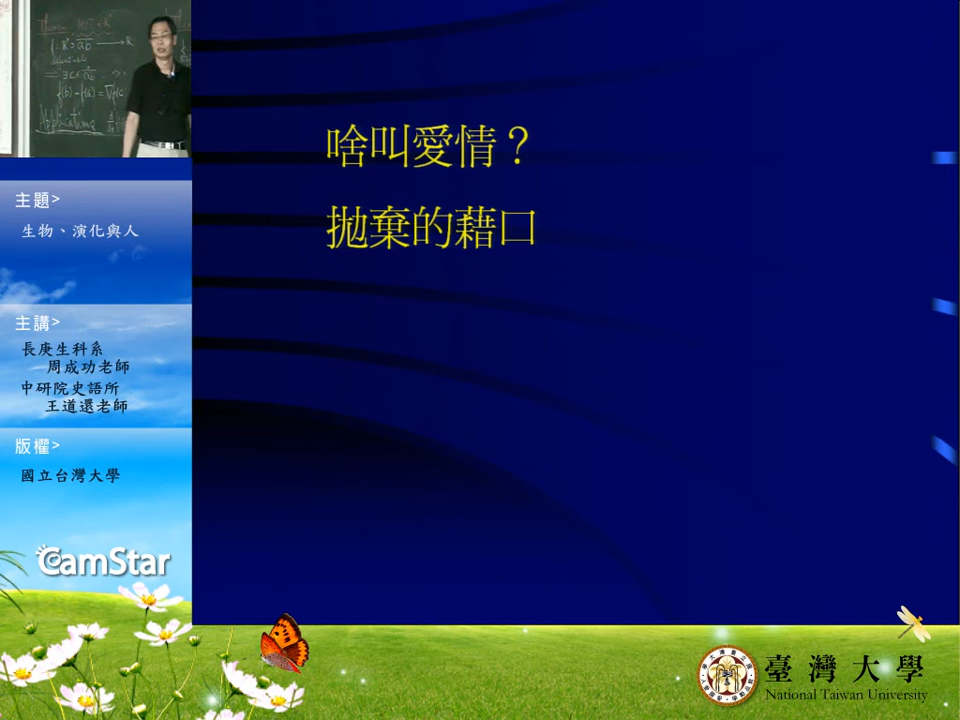 啥叫愛情？
拋棄的藉口
主題>
生物、演化與人
主講>
長庚生科系
周成功老師
中研院史語所
王道還老師
版權>
國立台灣大學
CamStar
臺灣大學
National Taiwan University